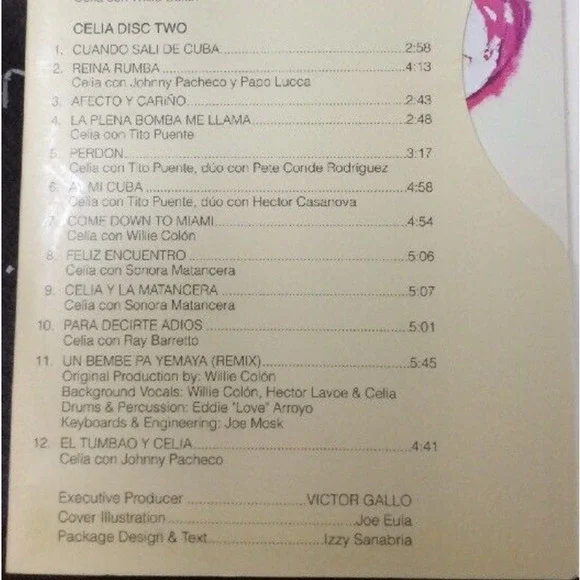 Celia con Willie Colón
CELIA DISC TWO
1. CUANDO SALI DE CUBA 2:58
2. REINA RUMBA 4:13
Celia con Johnny Pacheco y Papo Lucca
3. AFECTO Y CARIÑO 2:43
4. LA PLENA BOMBA ME LLAMA 2:48
Celia con Tito Puente
5. PERDON 3:17
Celia con Tito Puente, dúo con Pete Conde Rodríguez
6. AY MI CUBA 4:58
Celia con Tito Puente, dúo con Hector Casanova
7. COME DOWN TO MIAMI 4:54
Celia con Willie Colón
8. FELIZ ENCUENTRO 5:06
Celia con Sonora Matancera
9. CELIA Y LA MATANCERA 5:07
Celia con Sonora Matancera
10. PARA DECIRTE ADIOS 5:01
Celia con Ray Barretto
11. UN BEMBE PA YEMAYA (REMIX) 5:45
Original Production by: Willie Colón
Background Vocals: Willie Colón, Hector Lavoe & Celia
Drums & Percussion: Eddie "Love" Arroyo
Keyboards & Engineering: Joe Mosk
12. EL TUMBAO Y CELIA 4:41
Celia con Johnny Pacheco
Executive Producer VICTOR GALLO
Cover Illustration Joe Eula
Package Design & Text Izzy Sanabria